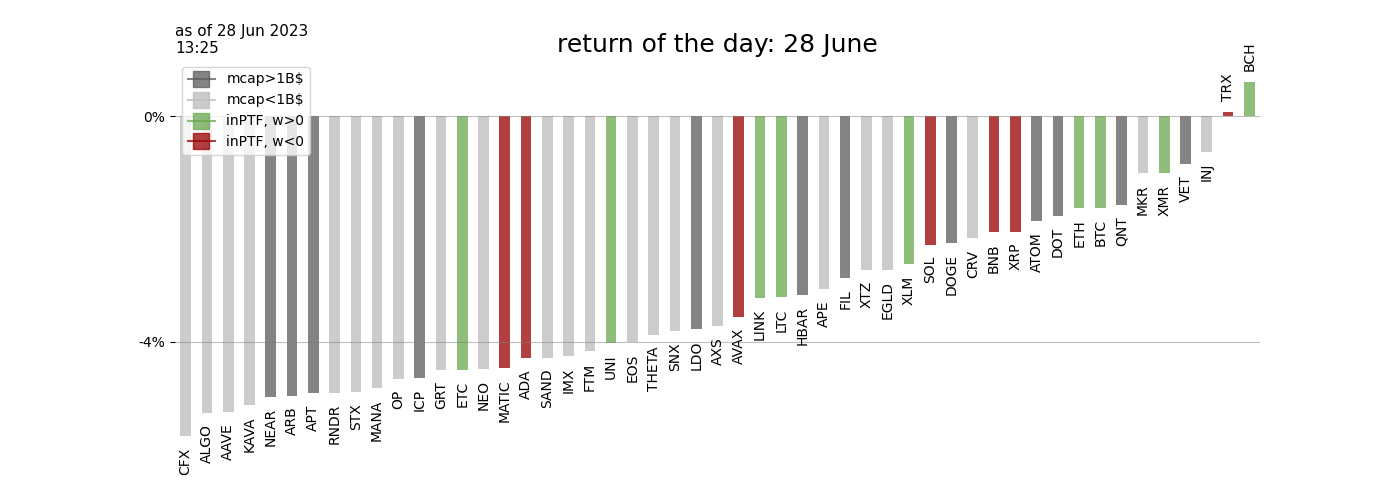 as of 28 Jun 2023
13:25
return of the day: 28 June
mcap>1B$
mcap<1B$
inPTF, w>0
inPTF, w<0
0%
-4%
CFX
ALGO
AAVE
KAVA
NEAR
ARB
APT
RNDR
STX
MANA
OP
ICP
GRT
ETC
NEO
MATIC
ADA
SAND
IMX
FTM
UNI
EOS
THETA
SNX
LDO
AXS
AVAX
LINK
LTC
HBAR
APE
FIL
XTZ
EGLD
XLM
SOL
DOGE
CRV
BNB
XRP
ATOM
DOT
ETH
BTC
QNT
MKR
XMR
VET
INJ
TRX
BCH